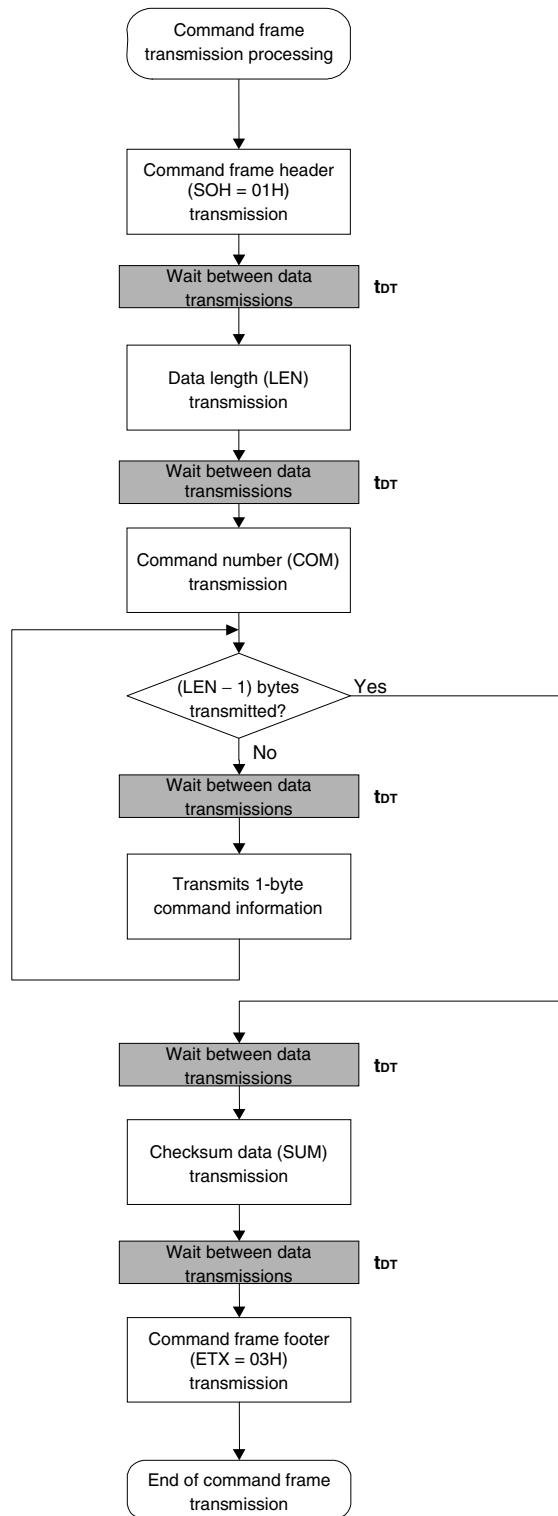 Command frame
transmission processing
Command frame header
(SOH = 01H)
transmission
Wait between data
transmissions
tDT
Data length (LEN)
transmission
Wait between data
transmissions
tDT
Command number (COM)
transmission
(LEN − 1) bytes
transmitted?
Yes
No
Wait between data
transmissions
tDT
Transmits 1-byte
command information
Wait between data
transmissions
tDT
Checksum data (SUM)
transmission
Wait between data
transmissions
tDT
Command frame footer
(ETX = 03H)
transmission
End of command frame
transmission